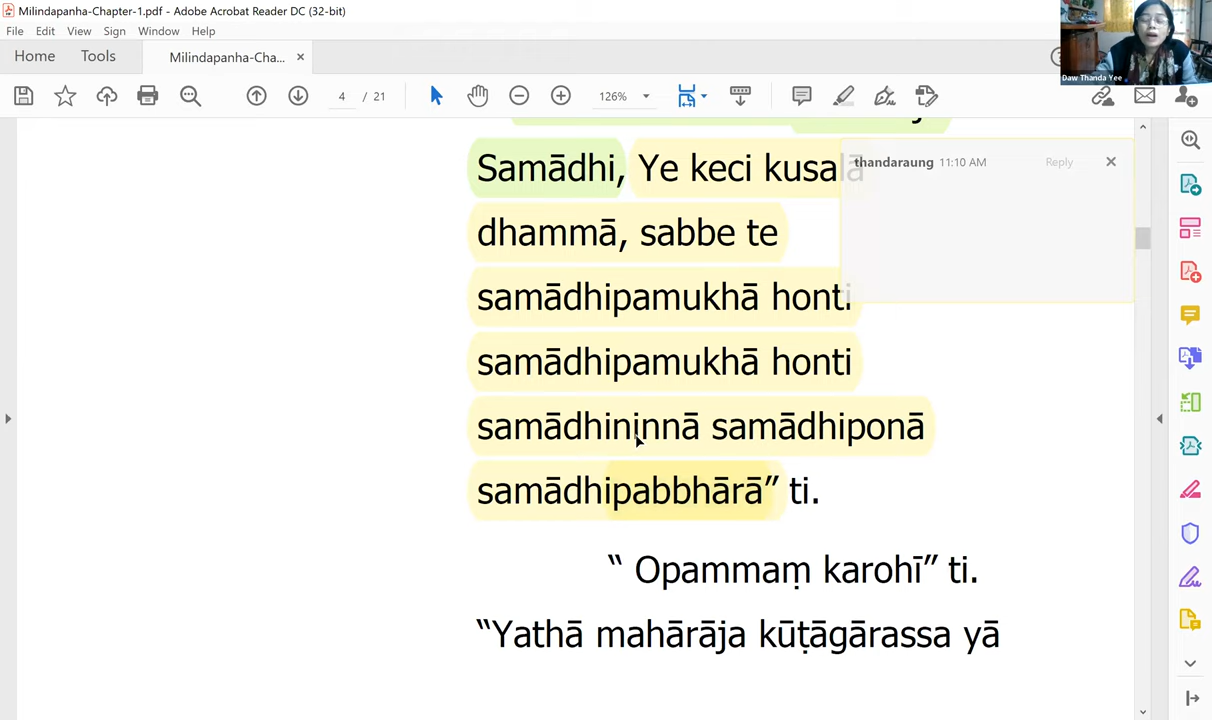 Milindapanha-Chapter-1.pdf - Adobe Acrobat Reader DC (32-bit)
File Edit View Sign Window Help
Home Tools Milindapanha-Cha... ×
4 / 21 126%
Daw Thanda Yee
Samādhi, Ye keci kusalā
thandaraung 11:10 AM Reply
dhammā, sabbe te
samādhipamukhā honti
samādhipamukhā honti
samādhininnā samādhiponā
samādhipabbhārā” ti.
“ Opammaṃ karohī” ti.
“Yathā mahārāja kūṭāgārassa yā